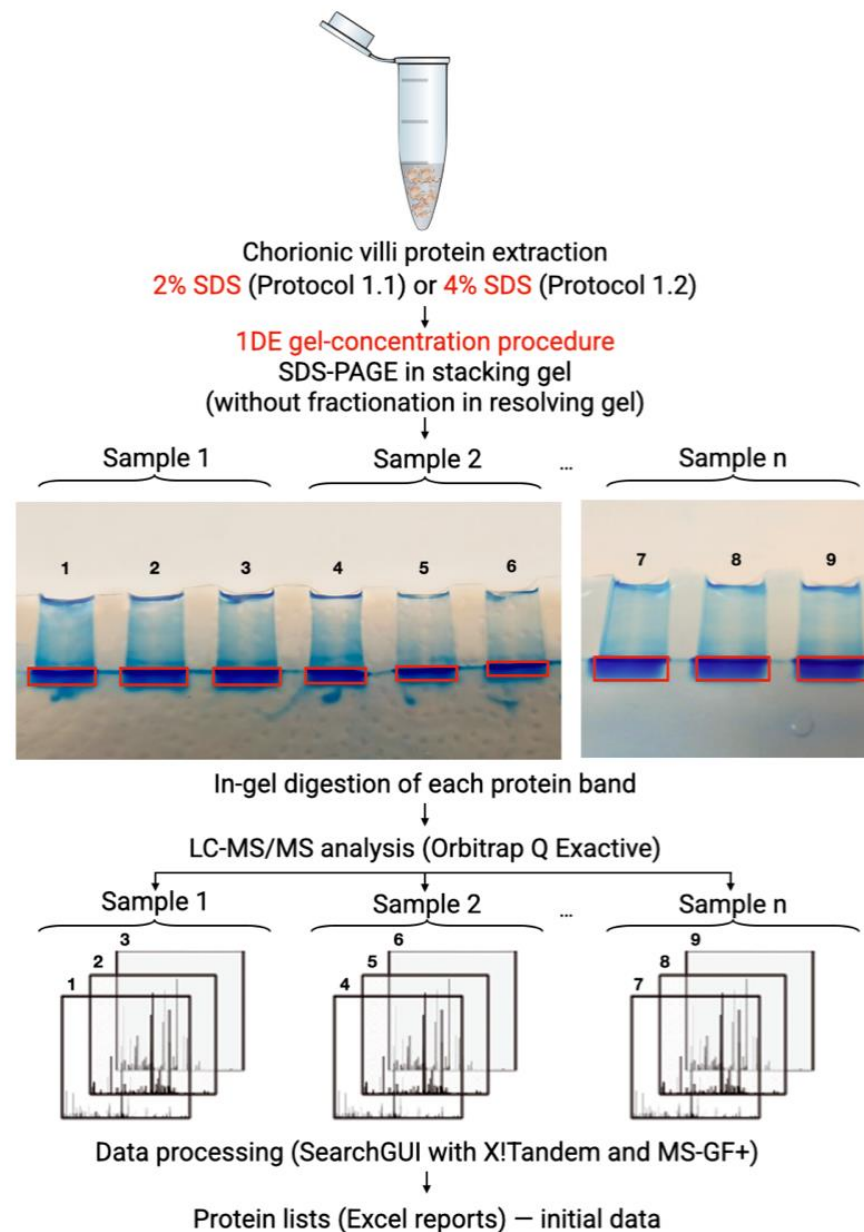 Chorionic villi protein extraction
2% SDS (Protocol 1.1) or 4% SDS (Protocol 1.2)
1DE gel-concentration procedure
SDS-PAGE in stacking gel
(without fractionation in resolving gel)
Sample 1 Sample 2 ... Sample n
1 2 3 4 5 6 7 8 9
In-gel digestion of each protein band
LC-MS/MS analysis (Orbitrap Q Exactive)
Sample 1 Sample 2 ... Sample n
3 6 9
2 5 8
1 4 7
Data processing (SearchGUI with X!Tandem and MS-GF+)
Protein lists (Excel reports) — initial data